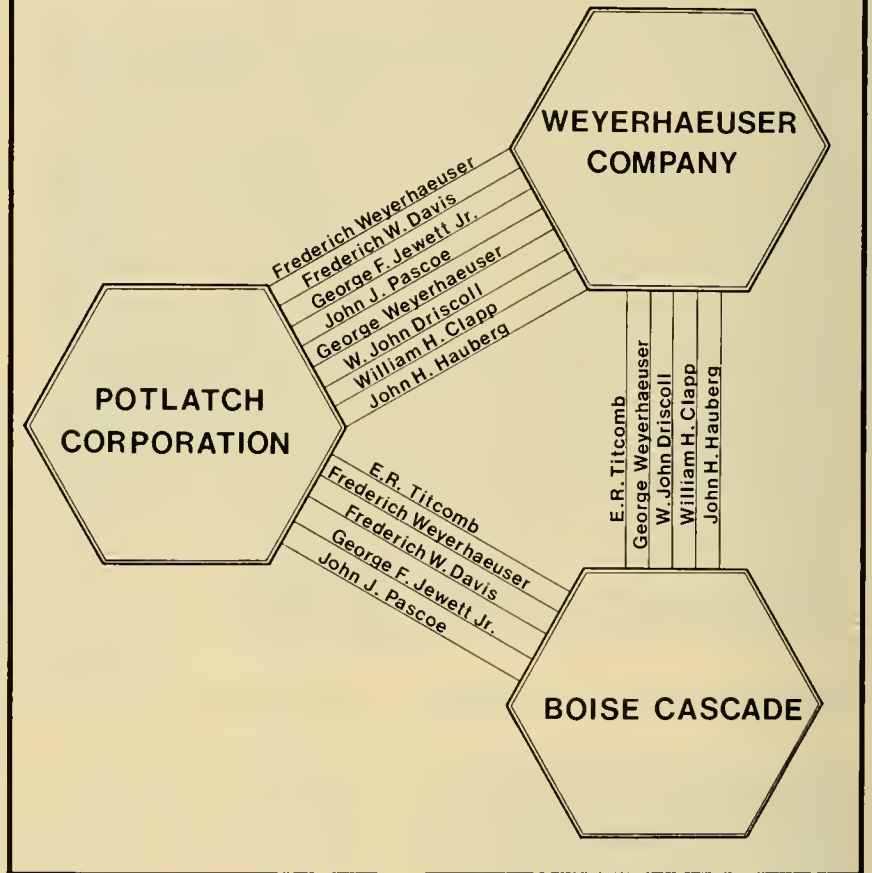 WEYERHAEUSER
COMPANY
Frederich Weyerhaeuser
Frederich W. Davis
George F. Jewett Jr.
John J. Pascoe
George Weyerhaeuser
W. John Driscoll
William H. Clapp
John H. Hauberg
POTLATCH
CORPORATION
E.R. Titcomb
George Weyerhaeuser
W. John Driscoll
William H. Clapp
John H. Hauberg
E.R. Titcomb
Frederich Weyerhaeuser
Frederich W. Davis
George F. Jewett Jr.
John J. Pascoe
BOISE CASCADE